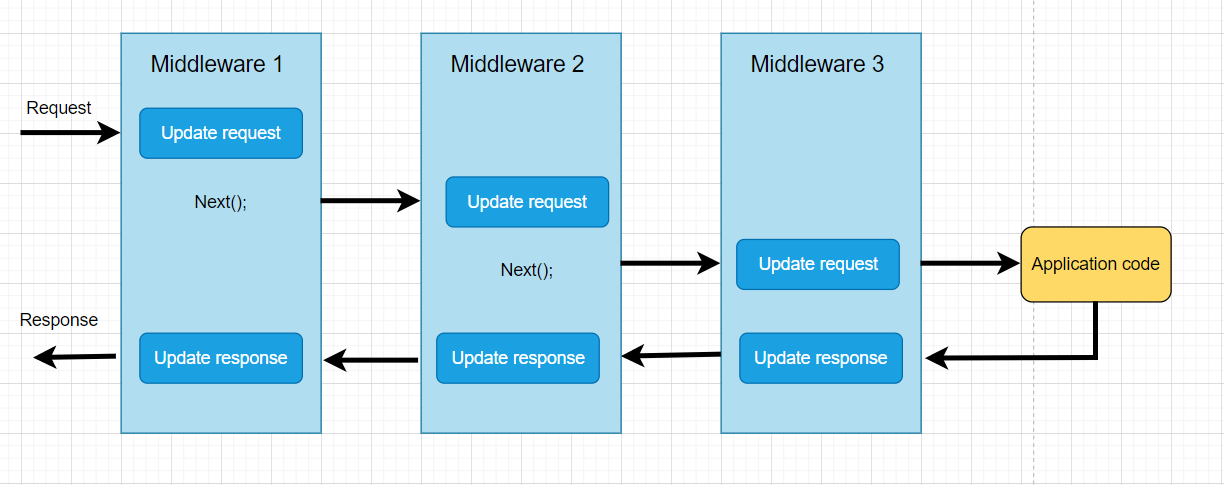 Middleware 1
Middleware 2
Middleware 3
Request
Update request
Next();
Update request
Next();
Update request
Application code
Response
Update response
Update response
Update response